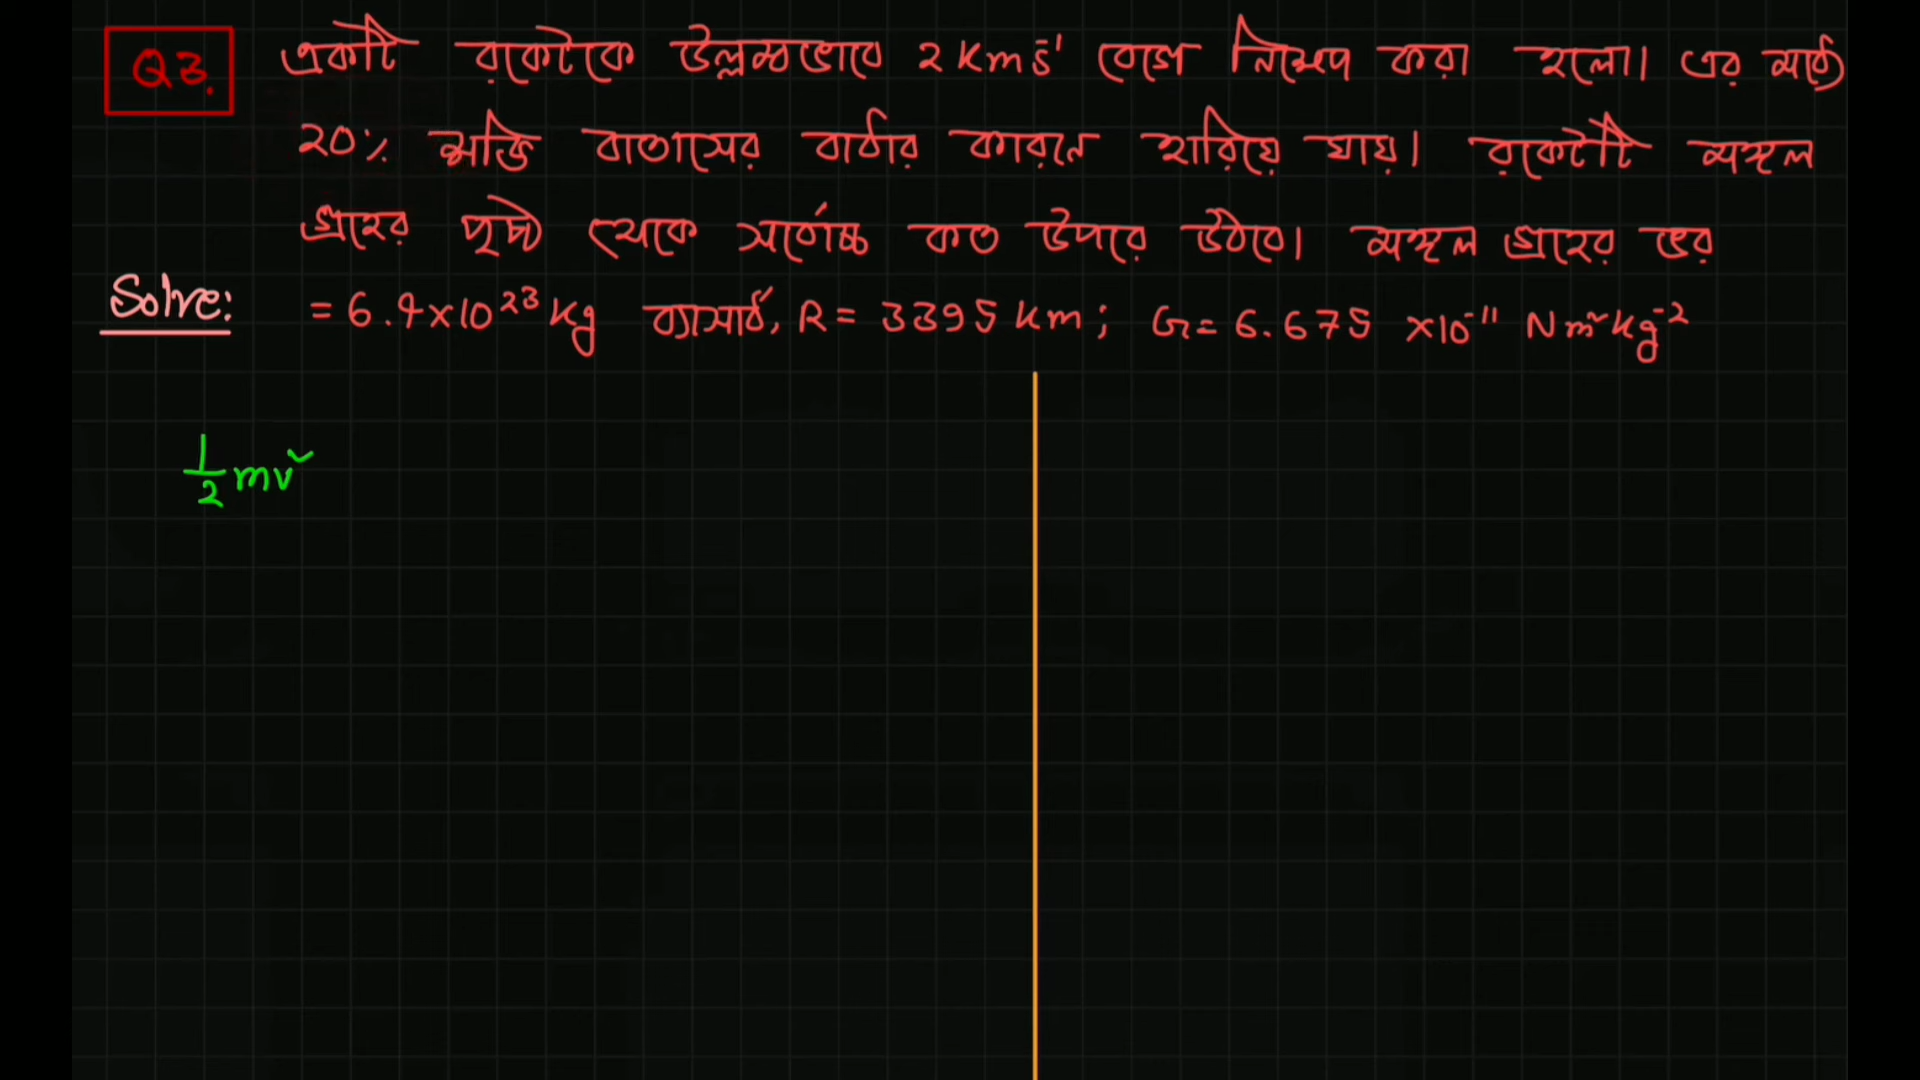 Q3. একটি রকেটকে উল্লম্বভাবে 2 Kms⁻¹ বেগে নিক্ষেপ করা হলো। এর মধ্যে
20% শক্তি বাতাসের বাধার কারনে হারিয়ে যায়। রকেটটি মঙ্গল
গ্রহের পৃষ্ঠ থেকে সর্বোচ্চ কত উপরে উঠবে। মঙ্গল গ্রহের ভর
= 6.4×10²³ Kg ব্যাসার্ধ, R = 3395 km; G = 6.675 ×10⁻¹¹ Nm²Kg⁻²
Solve:
½mv²